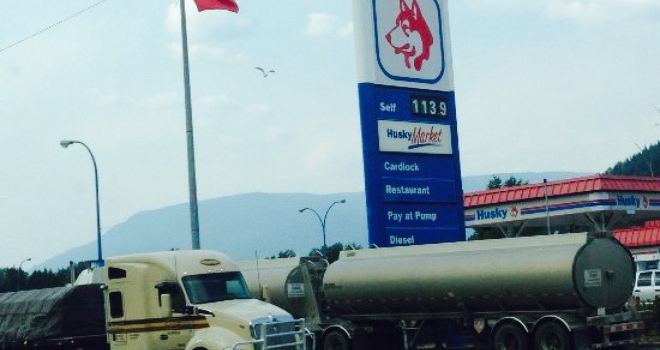 Self 113.9
Husky Market
Cardlock
Restaurant
Pay at Pump
Diesel
Husky
Husky